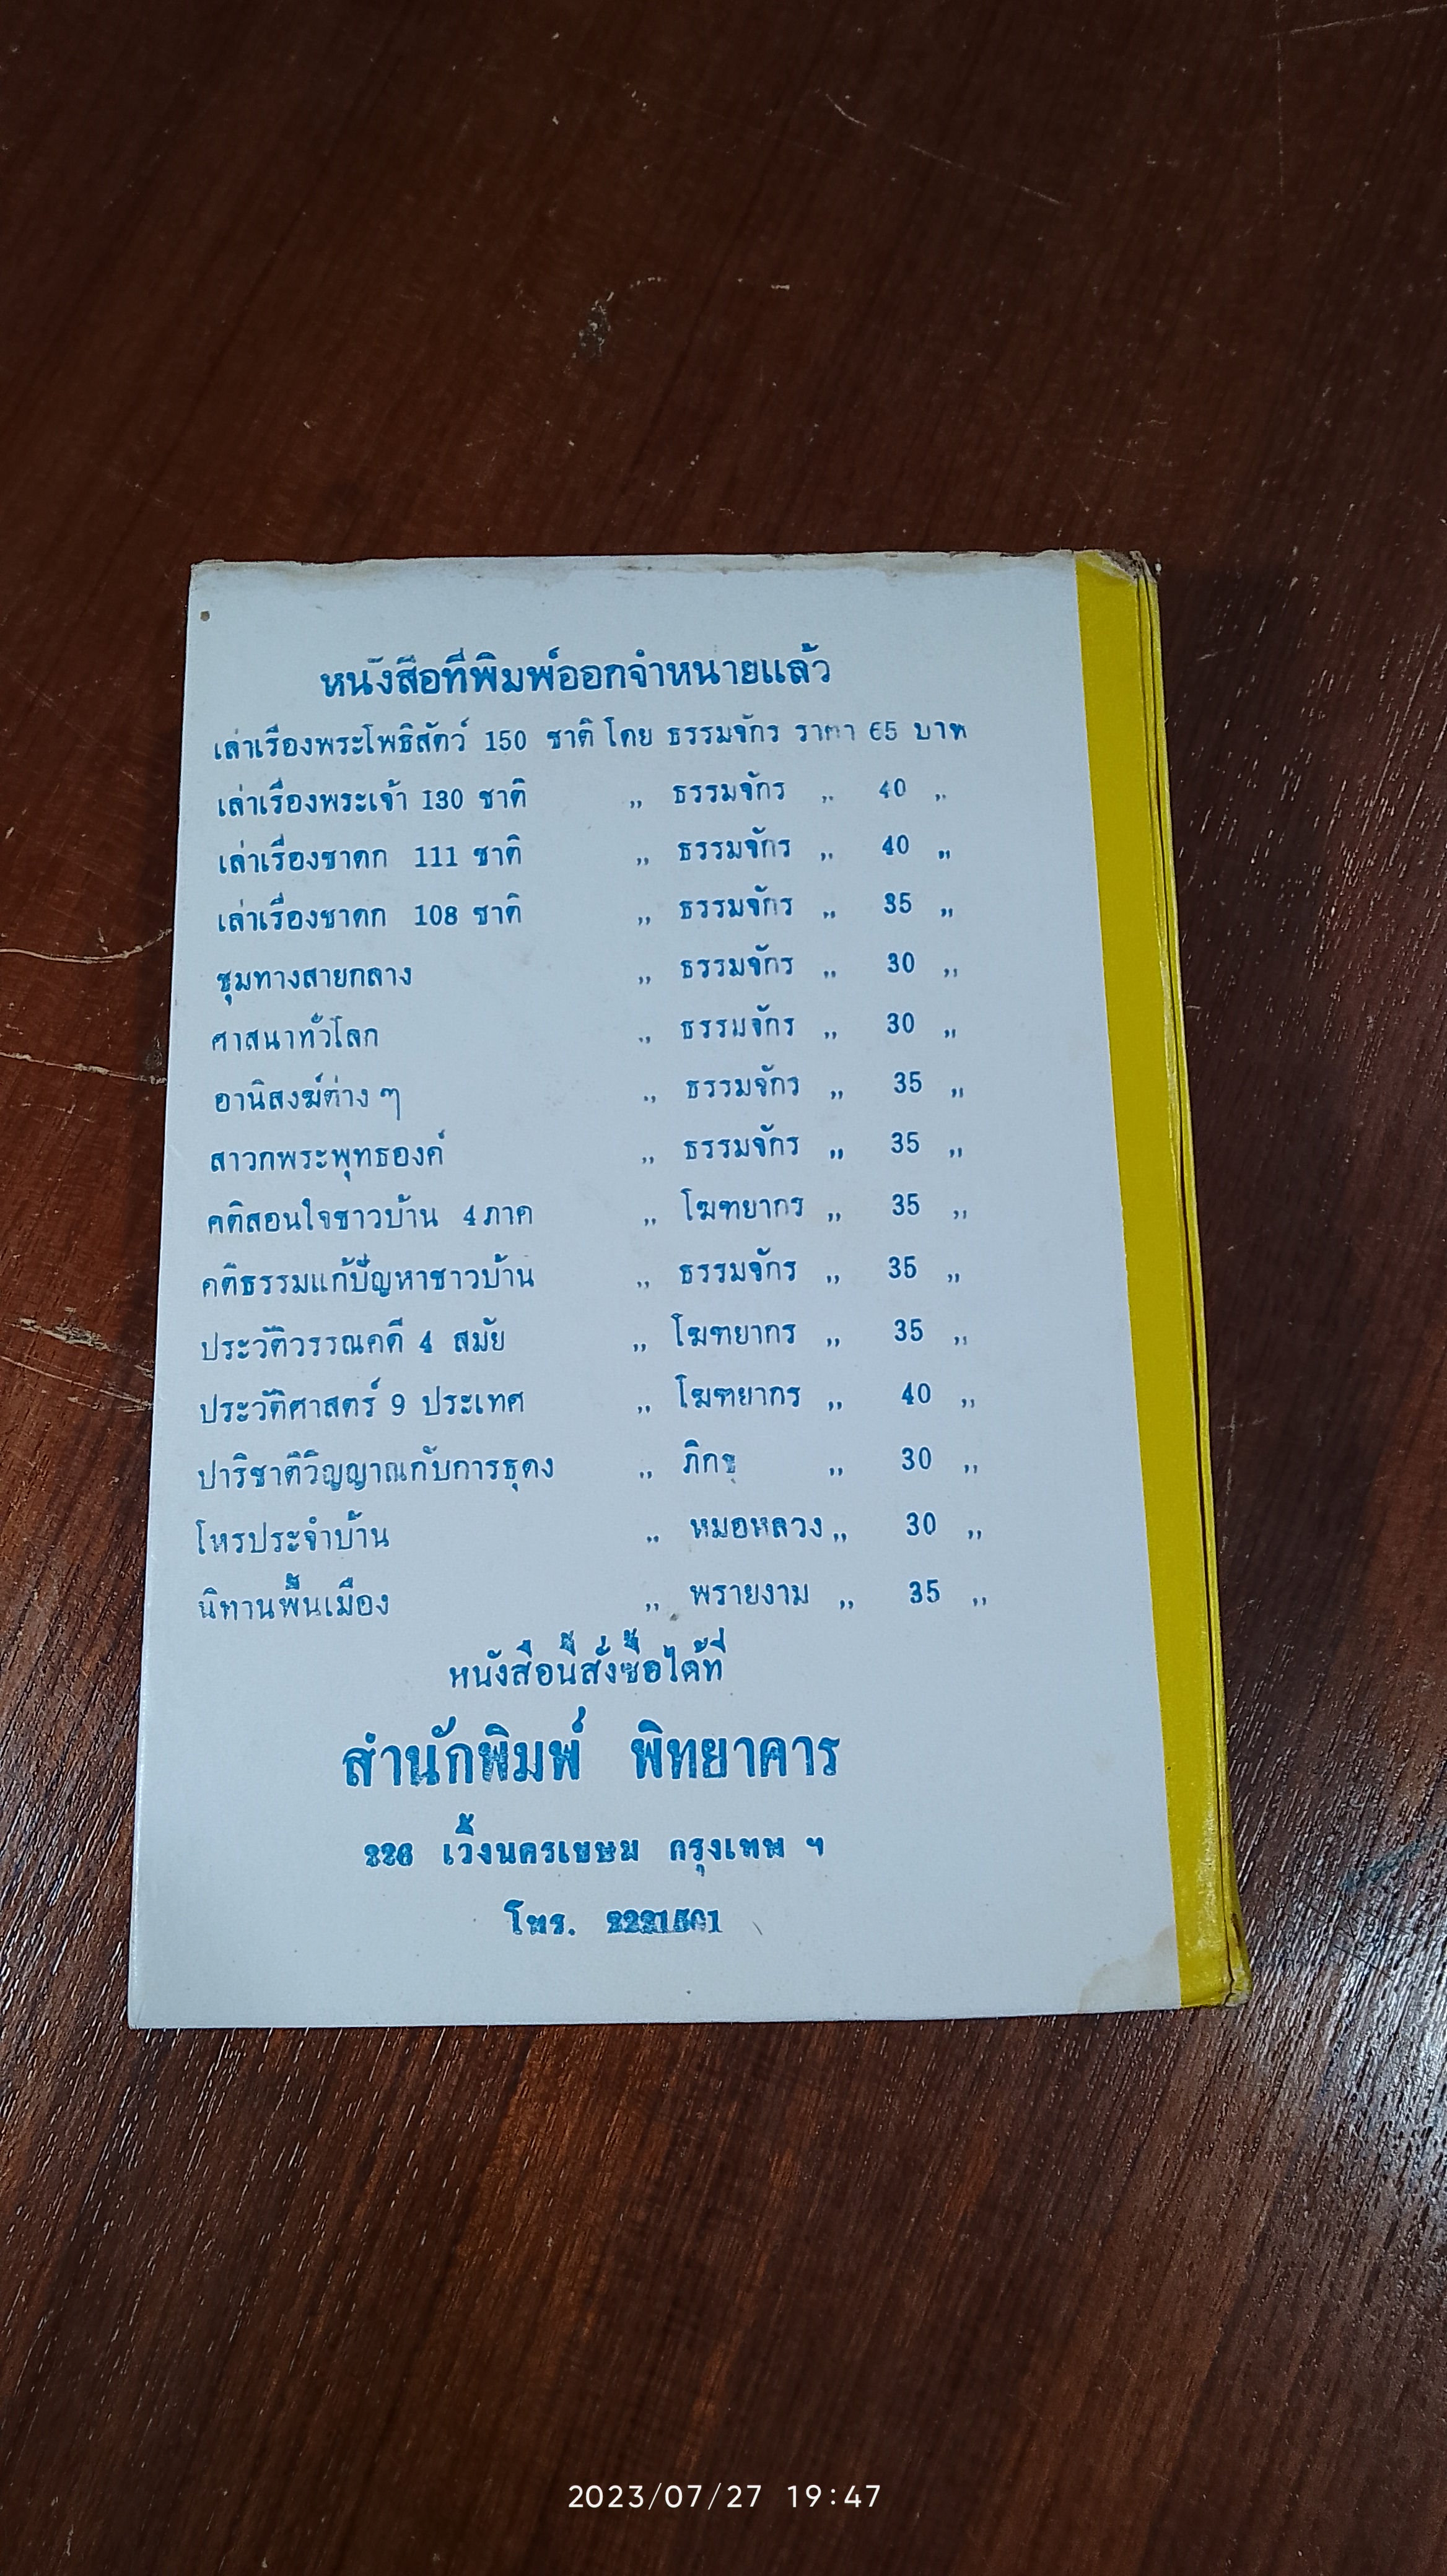 หนังสือที่พิมพ์ออกจำหน่ายแล้ว
เล่าเรื่องพระโพธิสัตว์ 150 ชาติ โดย ธรรมจักร ราคา 65 บาท
เล่าเรื่องพระเจ้า 130 ชาติ ,, ธรรมจักร ,, 40 ,,
เล่าเรื่องชาดก 111 ชาติ ,, ธรรมจักร ,, 40 ,,
เล่าเรื่องชาดก 108 ชาติ ,, ธรรมจักร ,, 35 ,,
ชุมทางสายกลาง ,, ธรรมจักร ,, 30 ,,
ศาสนาทั่วโลก ,, ธรรมจักร ,, 30 ,,
อานิสงฆ์ต่าง ๆ ,, ธรรมจักร ,, 35 ,,
สาวกพระพุทธองค์ ,, ธรรมจักร ,, 35 ,,
คติสอนใจชาวบ้าน 4 ภาค ,, โฆฑยากร ,, 35 ,,
คติธรรมแก้ปัญหาชาวบ้าน ,, ธรรมจักร ,, 35 ,,
ประวัติวรรณคดี 4 สมัย ,, โฆฑยากร ,, 35 ,,
ประวัติศาสตร์ 9 ประเทศ ,, โฆฑยากร ,, 40 ,,
ปาริชาติวิญญาณกับการธุดง ,, ภิกขุ ,, 30 ,,
โหรประจำบ้าน ,, หมอหลวง ,, 30 ,,
นิทานพื้นเมือง ,, พรายงาม ,, 35 ,,
หนังสือนี้สั่งซื้อได้ที่
สำนักพิมพ์ พิทยาคาร
226 เวิ้งนครเขษม กรุงเทพ ฯ
โทร. 2221501
2023/07/27 19:47